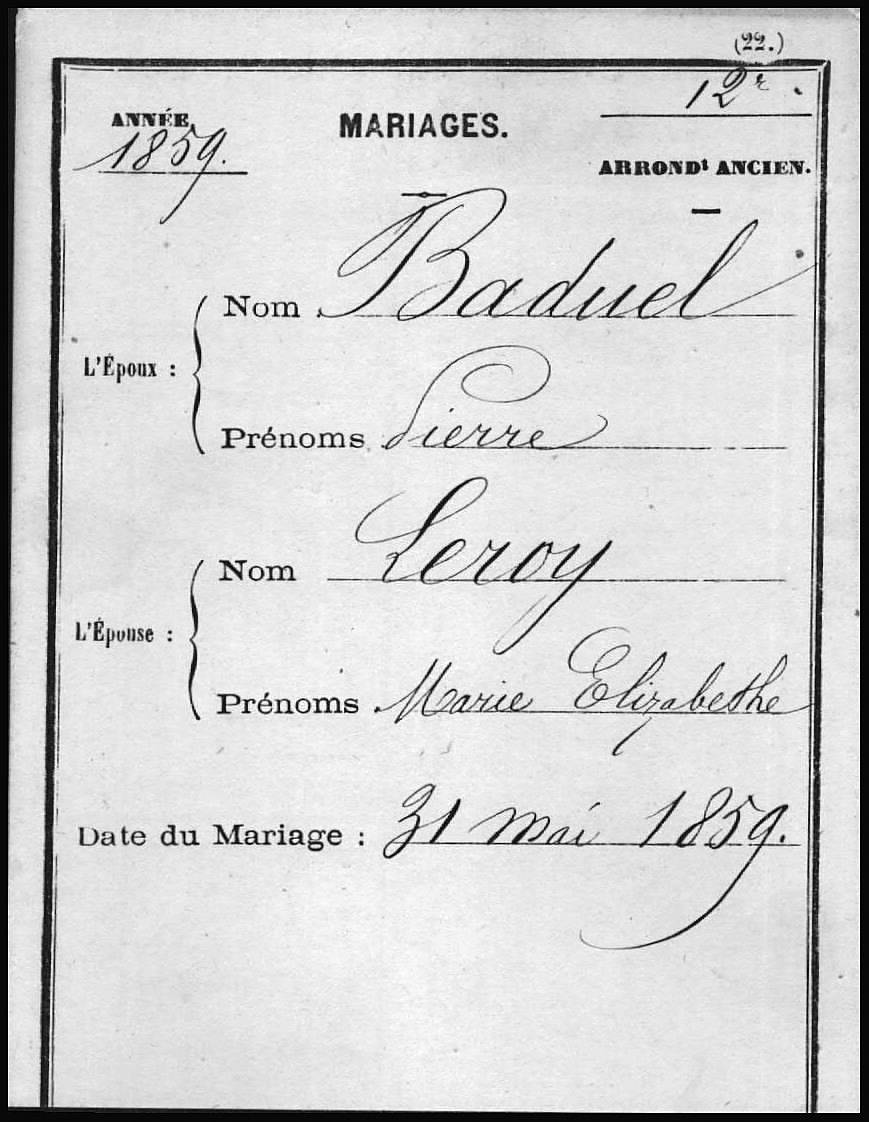 (22.)
ANNÉE,
1859.
MARIAGES.
12r.
ARRONDt ANCIEN.
L'Époux :
Nom . Baduel
Prénoms Pierre
L'Épouse :
Nom Leroy
Prénoms Marie Elizabethe
Date du Mariage : 31 mai 1859.